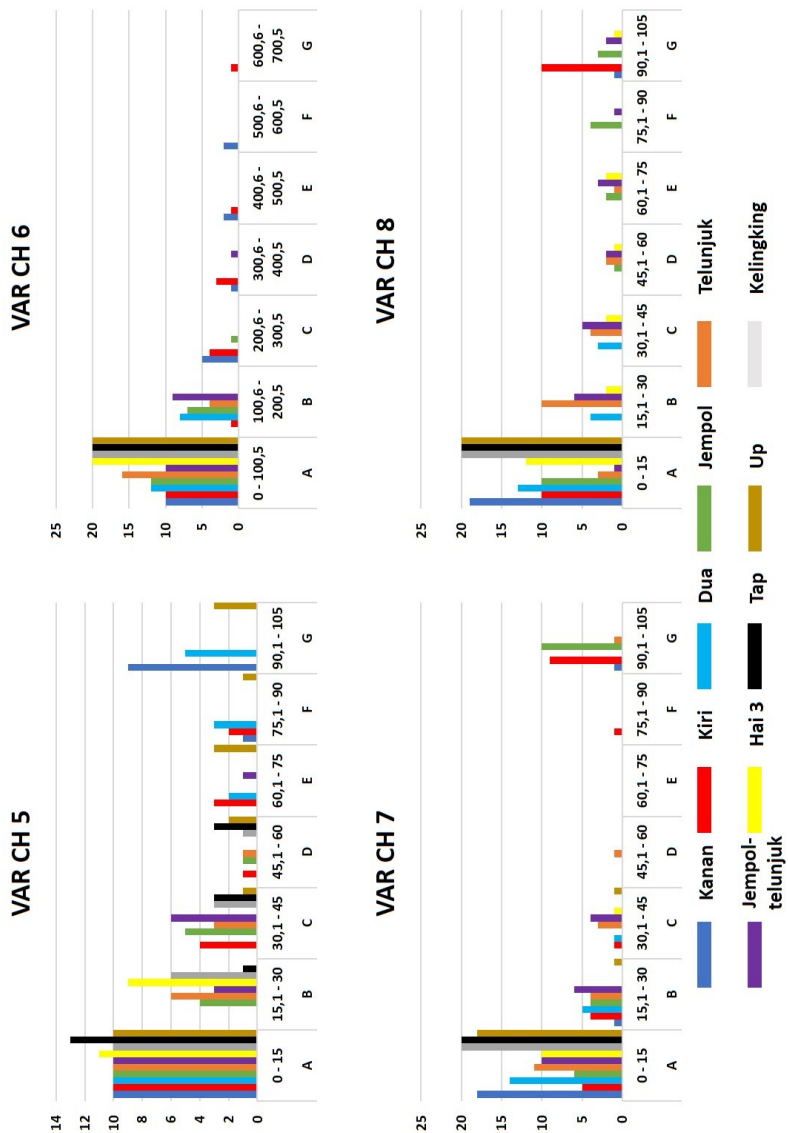 VAR CH 5
14
12
10
8
6
4
2
0
0 - 15 15,1 - 30 30,1 - 45 45,1 - 60 60,1 - 75 75,1 - 90 90,1 - 105
A B C D E F G
VAR CH 6
25
20
15
10
5
0
0 - 100,5 100,6 - 200,6 - 300,6 - 400,6 - 500,6 - 600,6 -
200,5 300,5 400,5 500,5 600,5 700,5
A B C D E F G
VAR CH 7
25
20
15
10
5
0
0 - 15 15,1 - 30 30,1 - 45 45,1 - 60 60,1 - 75 75,1 - 90 90,1 - 105
A B C D E F G
VAR CH 8
25
20
15
10
5
0
0 - 15 15,1 - 30 30,1 - 45 45,1 - 60 60,1 - 75 75,1 - 90 90,1 - 105
A B C D E F G
Kanan Kiri Dua Jempol Telunjuk
Jempol-
telunjuk Hai 3 Tap Up Kelingking